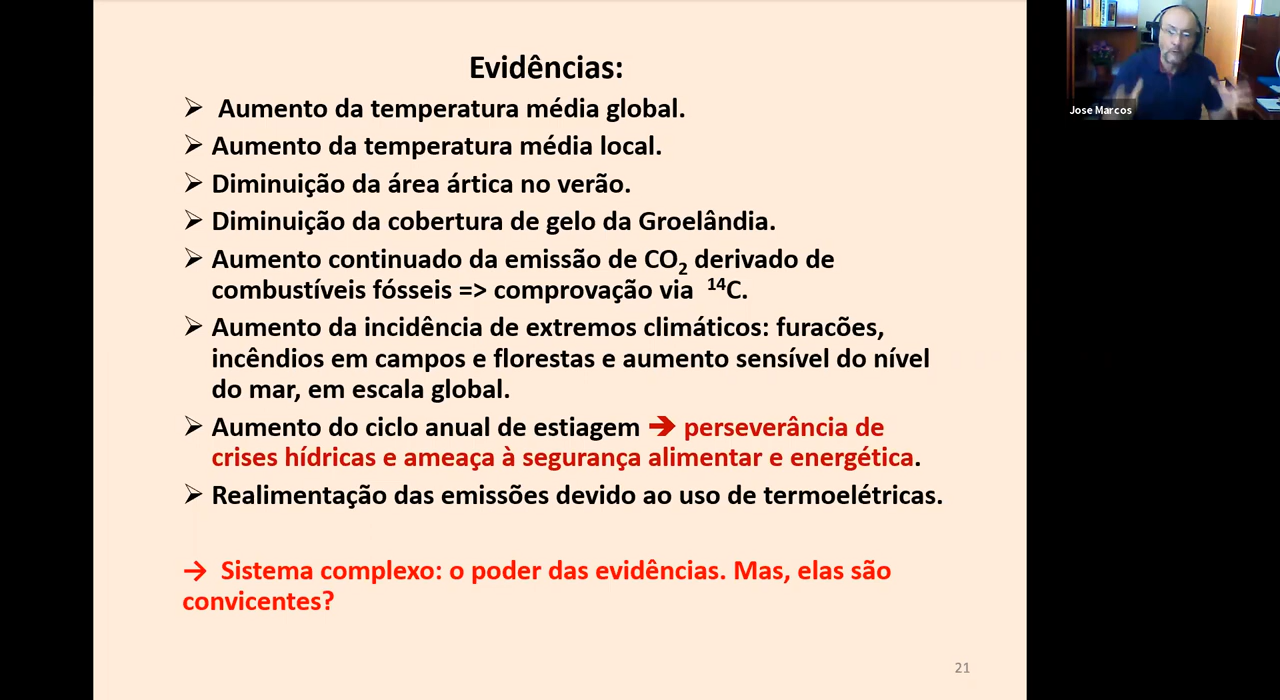 Evidências:
➢ Aumento da temperatura média global.
➢ Aumento da temperatura média local.
➢ Diminuição da área ártica no verão.
➢ Diminuição da cobertura de gelo da Groelândia.
➢ Aumento continuado da emissão de CO₂ derivado de
combustíveis fósseis => comprovação via ¹⁴C.
➢ Aumento da incidência de extremos climáticos: furacões,
incêndios em campos e florestas e aumento sensível do nível
do mar, em escala global.
➢ Aumento do ciclo anual de estiagem ➔ perseverância de
crises hídricas e ameaça à segurança alimentar e energética.
➢ Realimentação das emissões devido ao uso de termoelétricas.
→ Sistema complexo: o poder das evidências. Mas, elas são
convicentes?
21
Jose Marcos